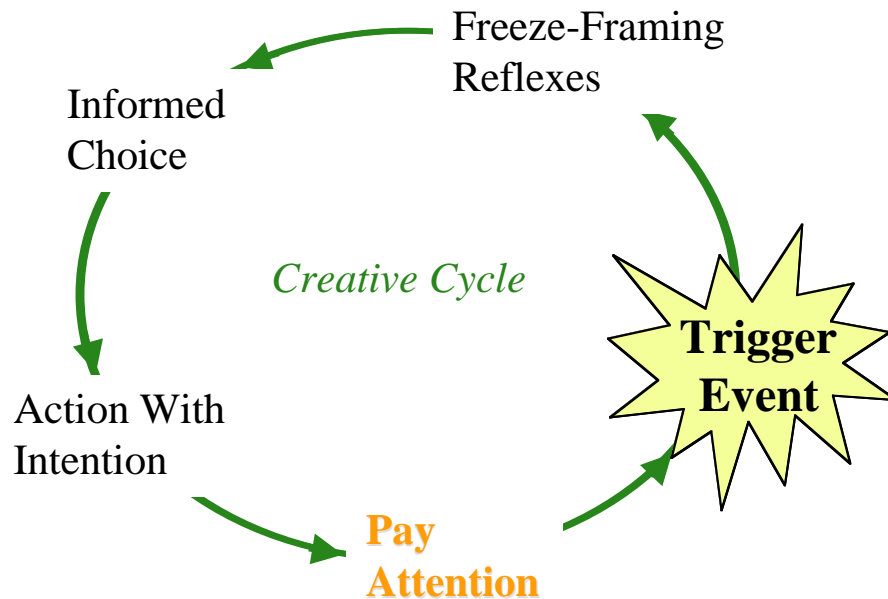 Freeze-Framing
Reflexes
Informed
Choice
Creative Cycle
Trigger
Event
Action With
Intention
Pay
Attention